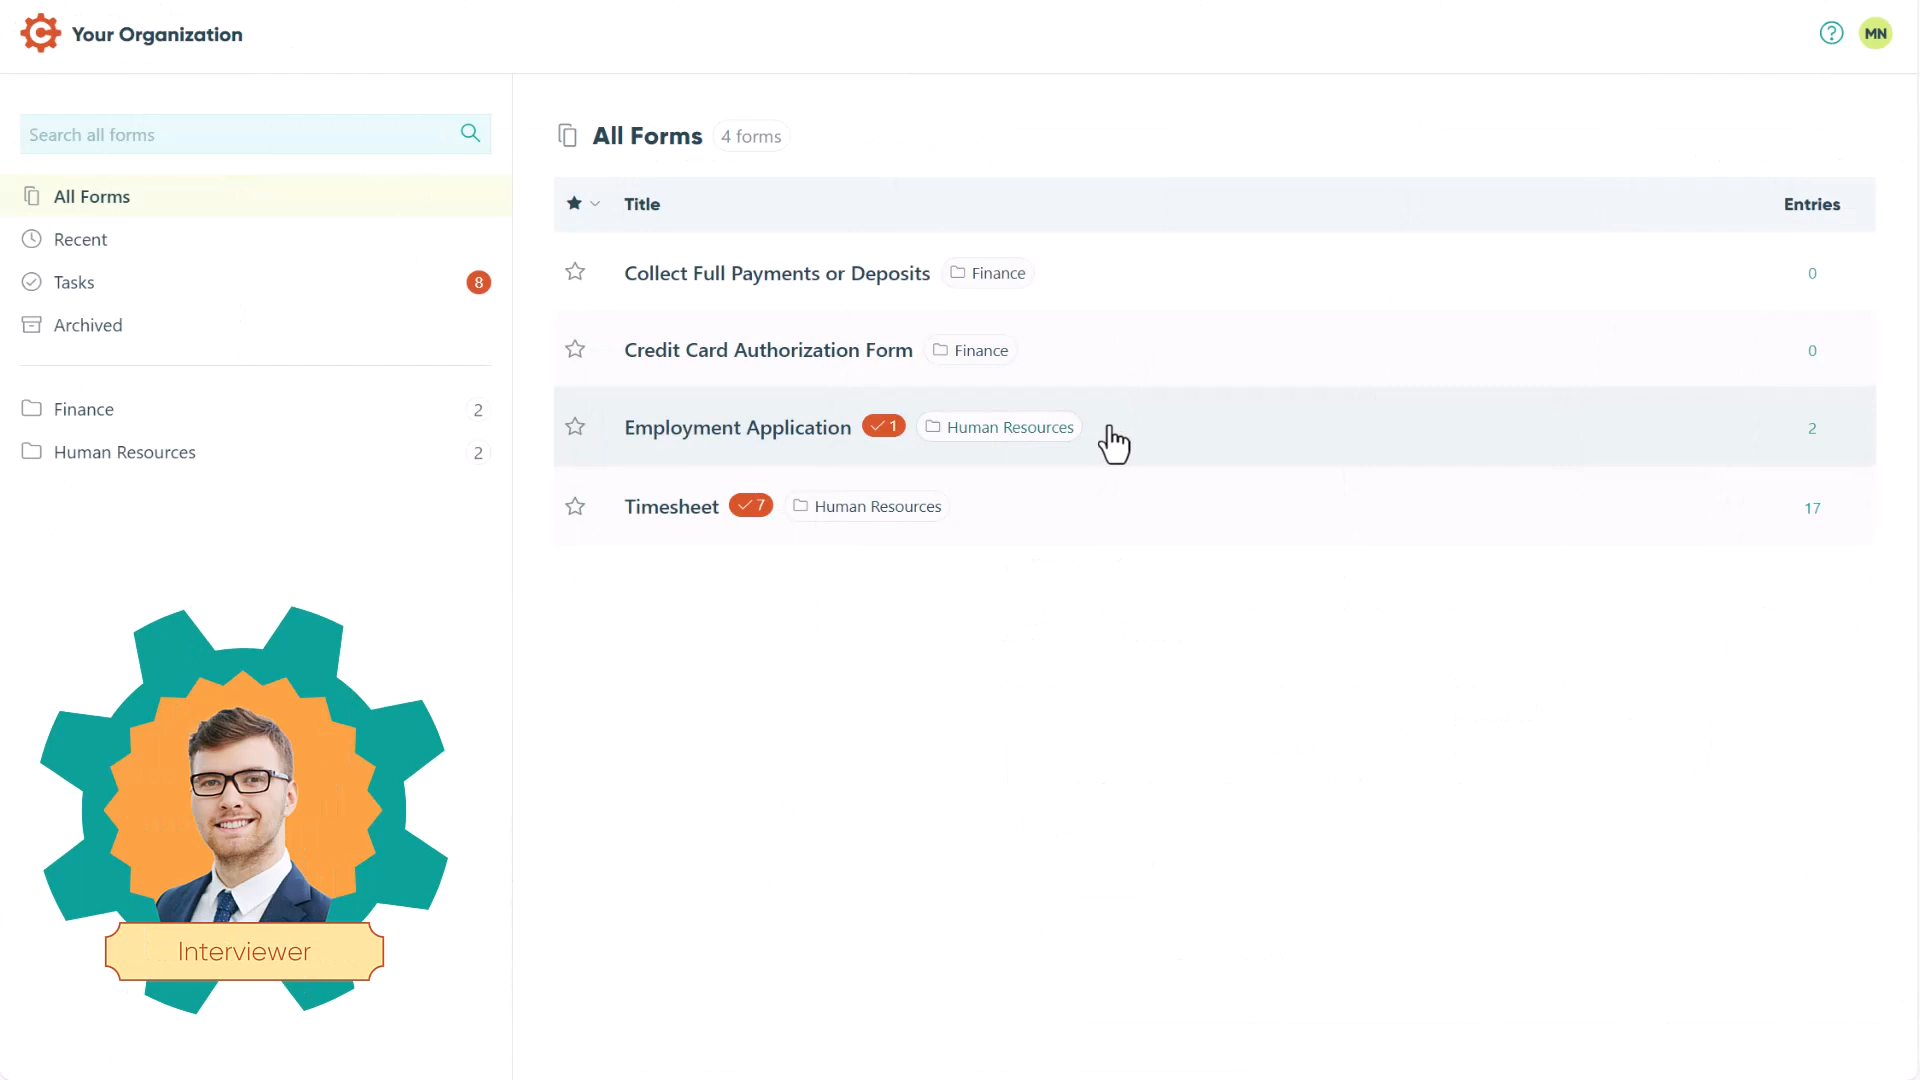 Your Organization
?
MN
Search all forms
All Forms
Recent
Tasks 8
Archived
Finance 2
Human Resources 2
Interviewer
All Forms 4 forms
Title Entries
Collect Full Payments or Deposits Finance 0
Credit Card Authorization Form Finance 0
Employment Application 1 Human Resources 2
Timesheet 7 Human Resources 17